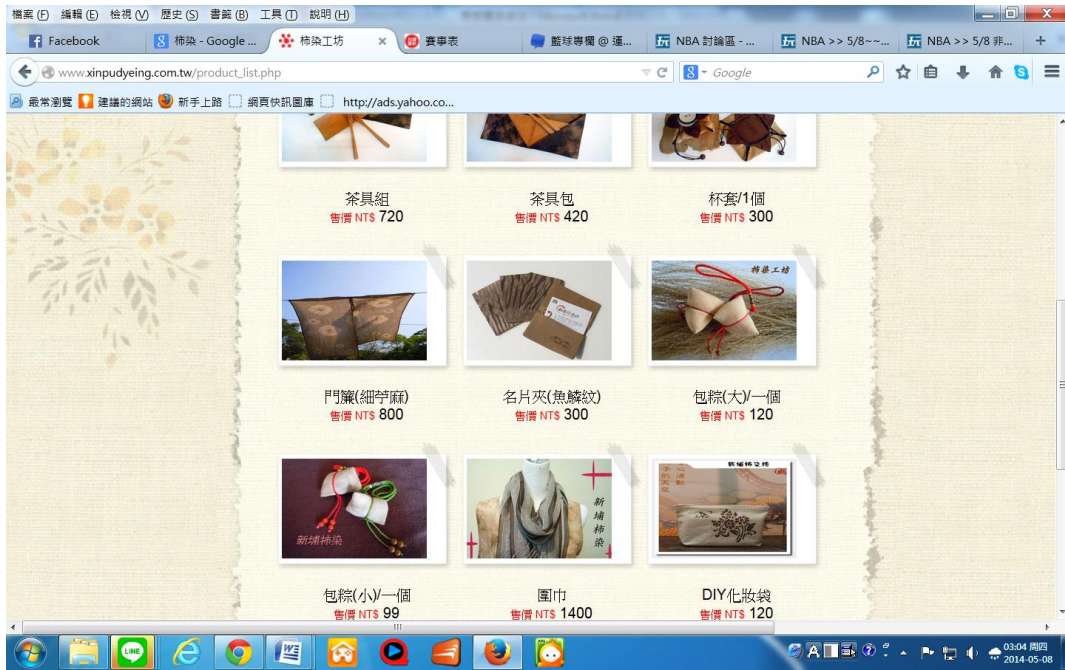 檔案(F) 編輯(E) 檢視(V) 歷史(S) 書籤(B) 工具(T) 說明(H)
Facebook 柿染 - Google ... 柿染工坊 × 賽事表 籃球專欄 @ 運... NBA 討論區 - ... NBA >> 5/8~~... NBA >> 5/8 非... +
www.xinpudyeing.com.tw/product_list.php Google
最常瀏覽 建議的網站 新手上路 網頁快訊圖庫 http://ads.yahoo.co...
茶具組 茶具包 杯套/1個
售價 NT$ 720 售價 NT$ 420 售價 NT$ 300
柿染工坊
門簾(細苧麻) 名片夾(魚鱗紋) 包粽(大)/一個
售價 NT$ 800 售價 NT$ 300 售價 NT$ 120
新埔柿染坊
新埔柿染
新埔柿染
包粽(小)/一個 圍巾 DIY化妝袋
售價 NT$ 99 售價 NT$ 1400 售價 NT$ 120
LINE
03:04 周四
2014-05-08